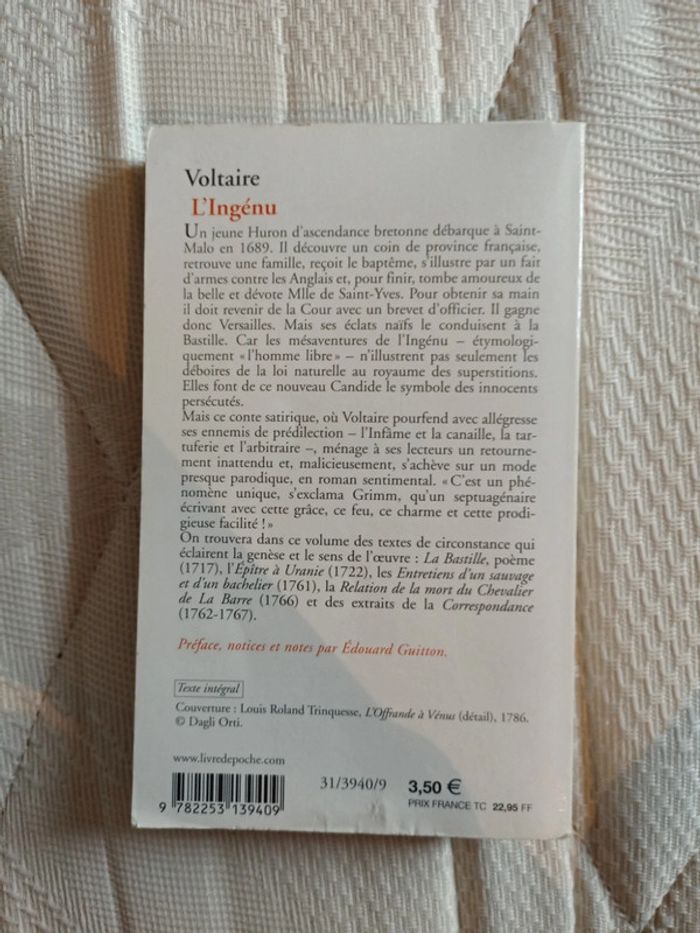 Voltaire
L'Ingénu
Un jeune Huron d'ascendance bretonne débarque à Saint-
Malo en 1689. Il découvre un coin de province française,
retrouve une famille, reçoit le baptême, s'illustre par un fait
d'armes contre les Anglais et, pour finir, tombe amoureux de
la belle et dévote Mlle de Saint-Yves. Pour obtenir sa main
il doit revenir de la Cour avec un brevet d'officier. Il gagne
donc Versailles. Mais ses éclats naïfs le conduisent à la
Bastille. Car les mésaventures de l'Ingénu – étymologi-
quement « l'homme libre » – n'illustrent pas seulement les
déboires de la loi naturelle au royaume des superstitions.
Elles font de ce nouveau Candide le symbole des innocents
persécutés.
Mais ce conte satirique, où Voltaire pourfend avec allégresse
ses ennemis de prédilection – l'Infâme et la canaille, la tar-
tuferie et l'arbitraire –, ménage à ses lecteurs un retourne-
ment inattendu et, malicieusement, s'achève sur un mode
presque parodique, en roman sentimental. « C'est un phé-
nomène unique, s'exclama Grimm, qu'un septuagénaire
écrivant avec cette grâce, ce feu, ce charme et cette prodi-
gieuse facilité ! »
On trouvera dans ce volume des textes de circonstance qui
éclairent la genèse et le sens de l'œuvre : La Bastille, poème
(1717), l'Épître à Uranie (1722), les Entretiens d'un sauvage
et d'un bachelier (1761), la Relation de la mort du Chevalier
de La Barre (1766) et des extraits de la Correspondance
(1762-1767).
Préface, notices et notes par Édouard Guitton.
Texte intégral
Couverture : Louis Roland Trinquesse, L'Offrande à Vénus (détail), 1786.
© Dagli Orti.
www.livredepoche.com
31/3940/9 3,50 €
PRIX FRANCE TC 22,95 FF
9 782253 139409